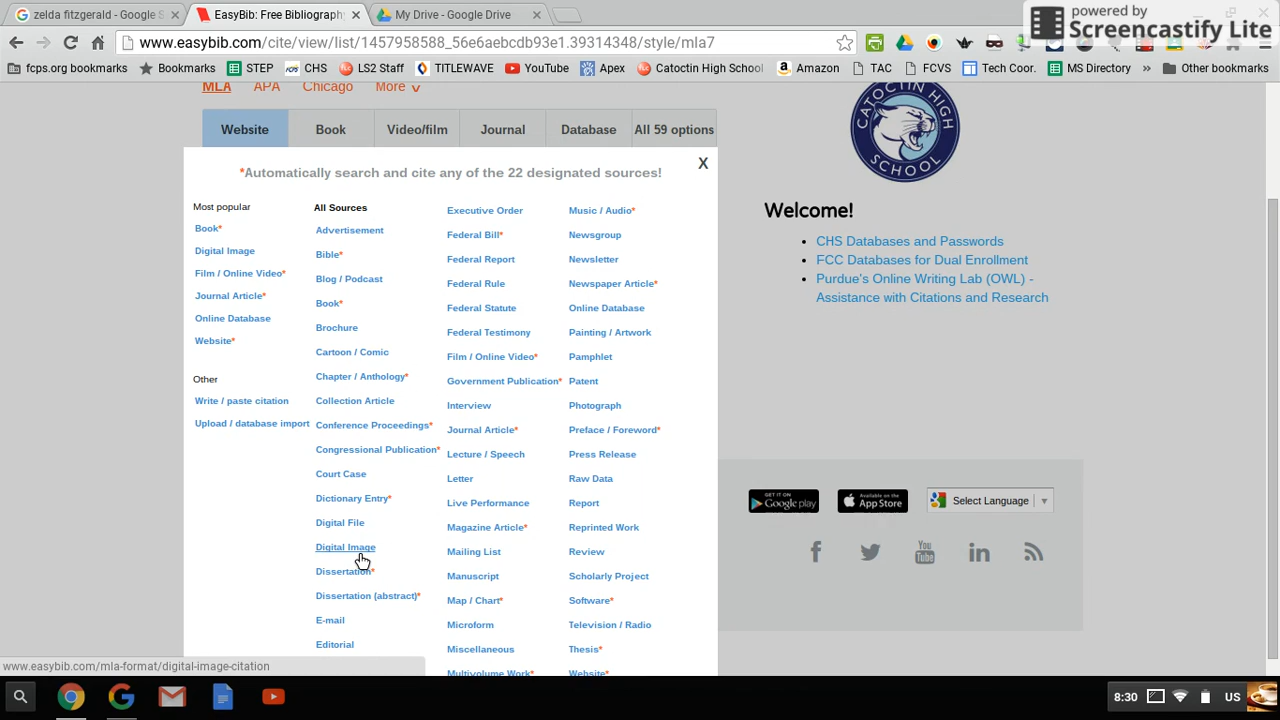 zelda fitzgerald - Google S
EasyBib: Free Bibliography
My Drive - Google Drive
powered by
Screencastify Lite
www.easybib.com/cite/view/list/1457958583_56e6aebcdb93e1.39314348/style/mla7
fcps.org bookmarks
Bookmarks
STEP
CHS
LS2 Staff
TITLEWAVE
YouTube
Apex
Catoctin High School
Amazon
TAC
FCVS
Tech Coor.
MS Directory
»
Other bookmarks
MLA APA Chicago More
Website Book Video/film Journal Database All 59 options
X
*Automatically search and cite any of the 22 designated sources!
Most popular
Book*
Digital Image
Film / Online Video*
Journal Article*
Online Database
Website*
Other
Write / paste citation
Upload / database import
All Sources
Advertisement
Bible*
Blog / Podcast
Book*
Brochure
Cartoon / Comic
Chapter / Anthology*
Collection Article
Conference Proceedings*
Congressional Publication*
Court Case
Dictionary Entry*
Digital File
Digital Image
Dissertation*
Dissertation (abstract)*
E-mail
Editorial
Executive Order
Federal Bill*
Federal Report
Federal Rule
Federal Statute
Federal Testimony
Film / Online Video*
Government Publication*
Interview
Journal Article*
Lecture / Speech
Letter
Live Performance
Magazine Article*
Mailing List
Manuscript
Map / Chart*
Microform
Miscellaneous
Multivolume Work*
Music / Audio*
Newsgroup
Newsletter
Newspaper Article*
Online Database
Painting / Artwork
Pamphlet
Patent
Photograph
Preface / Foreword*
Press Release
Raw Data
Report
Reprinted Work
Review
Scholarly Project
Software*
Television / Radio
Thesis*
Website*
CATOCTIN HIGH
SCHOOL
Welcome!
CHS Databases and Passwords
FCC Databases for Dual Enrollment
Purdue's Online Writing Lab (OWL) -
Assistance with Citations and Research
GET IT ON
Google play
Available on the
App Store
Select Language
You
Tube
www.easybib.com/mla-format/digital-image-citation
8:30
US